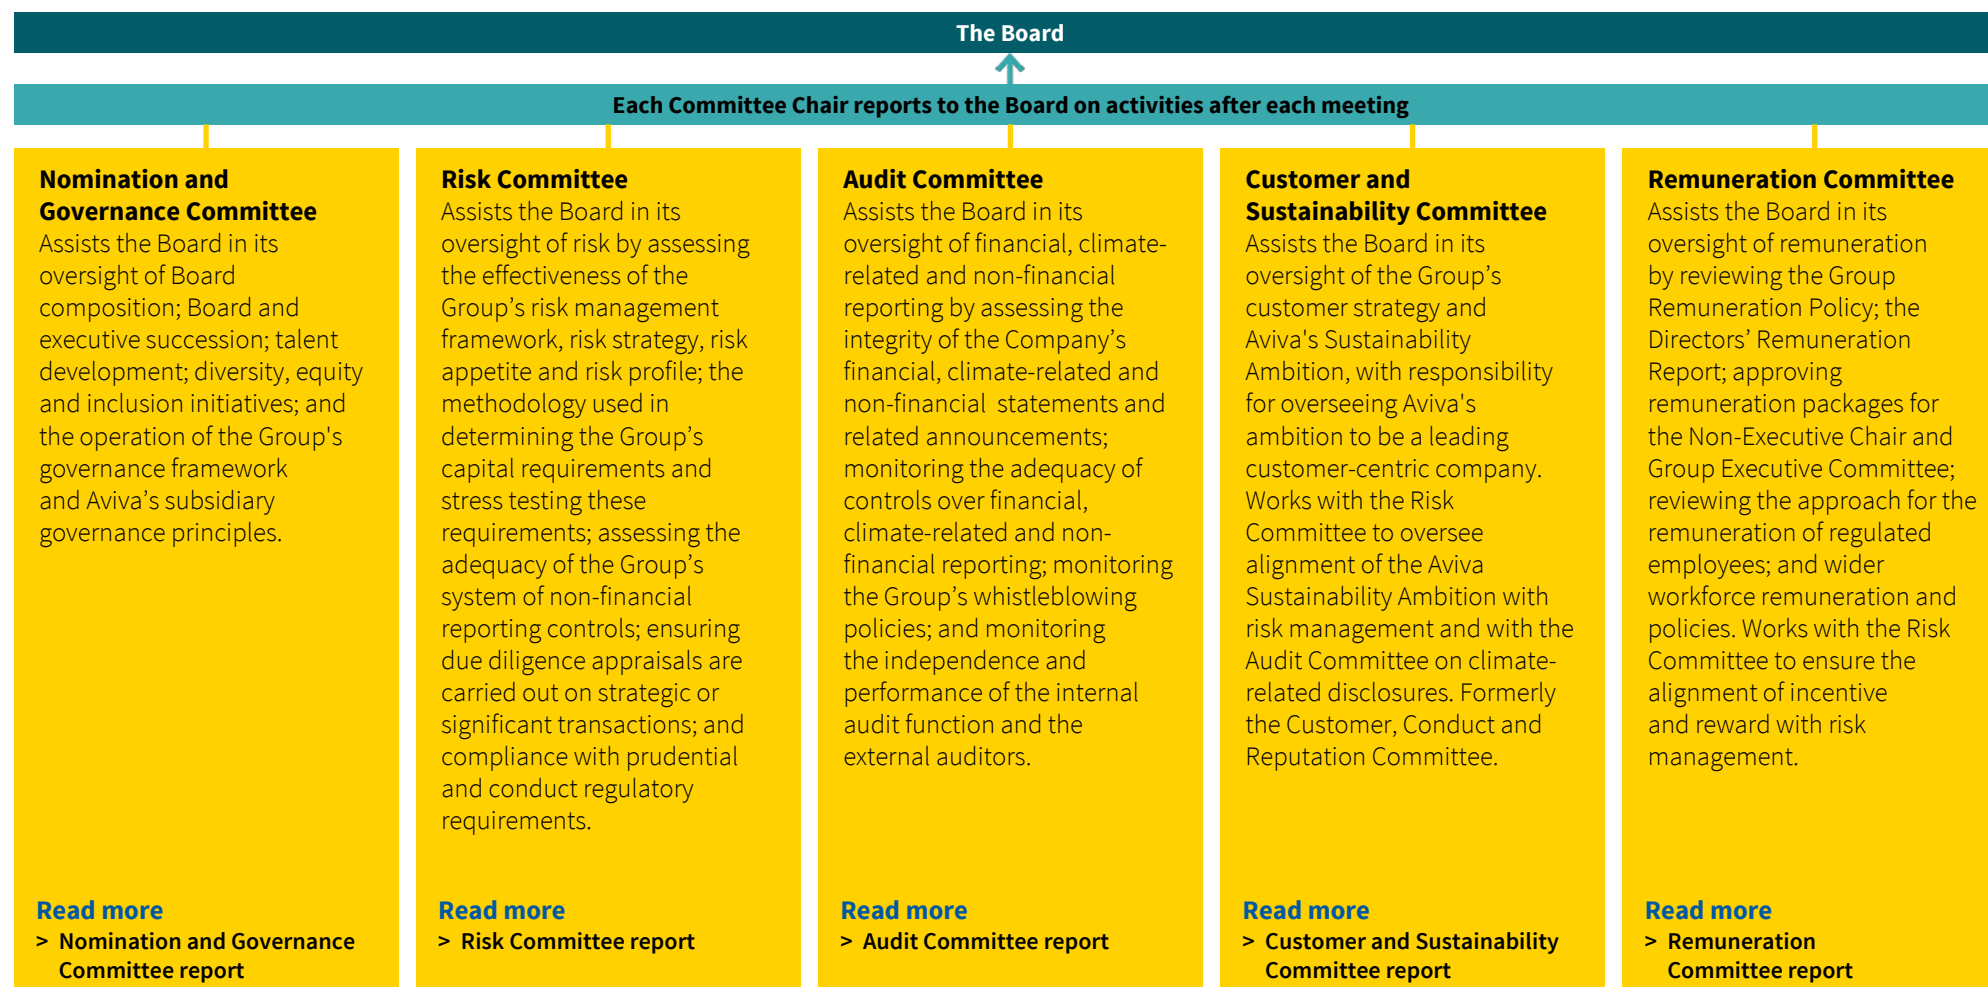 The Board
Each Committee Chair reports to the Board on activities after each meeting
Nomination and
Governance Committee
Assists the Board in its
oversight of Board
composition; Board and
executive succession; talent
development; diversity, equity
and inclusion initiatives; and
the operation of the Group's
governance framework
and Aviva’s subsidiary
governance principles.
Read more
> Nomination and Governance
Committee report
Risk Committee
Assists the Board in its
oversight of risk by assessing
the effectiveness of the
Group’s risk management
framework, risk strategy, risk
appetite and risk profile; the
methodology used in
determining the Group’s
capital requirements and
stress testing these
requirements; assessing the
adequacy of the Group’s
system of non-financial
reporting controls; ensuring
due diligence appraisals are
carried out on strategic or
significant transactions; and
compliance with prudential
and conduct regulatory
requirements.
Read more
> Risk Committee report
Audit Committee
Assists the Board in its
oversight of financial, climate-
related and non-financial
reporting by assessing the
integrity of the Company’s
financial, climate-related and
non-financial statements and
related announcements;
monitoring the adequacy of
controls over financial,
climate-related and non-
financial reporting; monitoring
the Group’s whistleblowing
policies; and monitoring
the independence and
performance of the internal
audit function and the
external auditors.
Read more
> Audit Committee report
Customer and
Sustainability Committee
Assists the Board in its
oversight of the Group’s
customer strategy and
Aviva's Sustainability
Ambition, with responsibility
for overseeing Aviva's
ambition to be a leading
customer-centric company.
Works with the Risk
Committee to oversee
alignment of the Aviva
Sustainability Ambition with
risk management and with the
Audit Committee on climate-
related disclosures. Formerly
the Customer, Conduct and
Reputation Committee.
Read more
> Customer and Sustainability
Committee report
Remuneration Committee
Assists the Board in its
oversight of remuneration
by reviewing the Group
Remuneration Policy; the
Directors’ Remuneration
Report; approving
remuneration packages for
the Non-Executive Chair and
Group Executive Committee;
reviewing the approach for the
remuneration of regulated
employees; and wider
workforce remuneration and
policies. Works with the Risk
Committee to ensure the
alignment of incentive
and reward with risk
management.
Read more
> Remuneration
Committee report